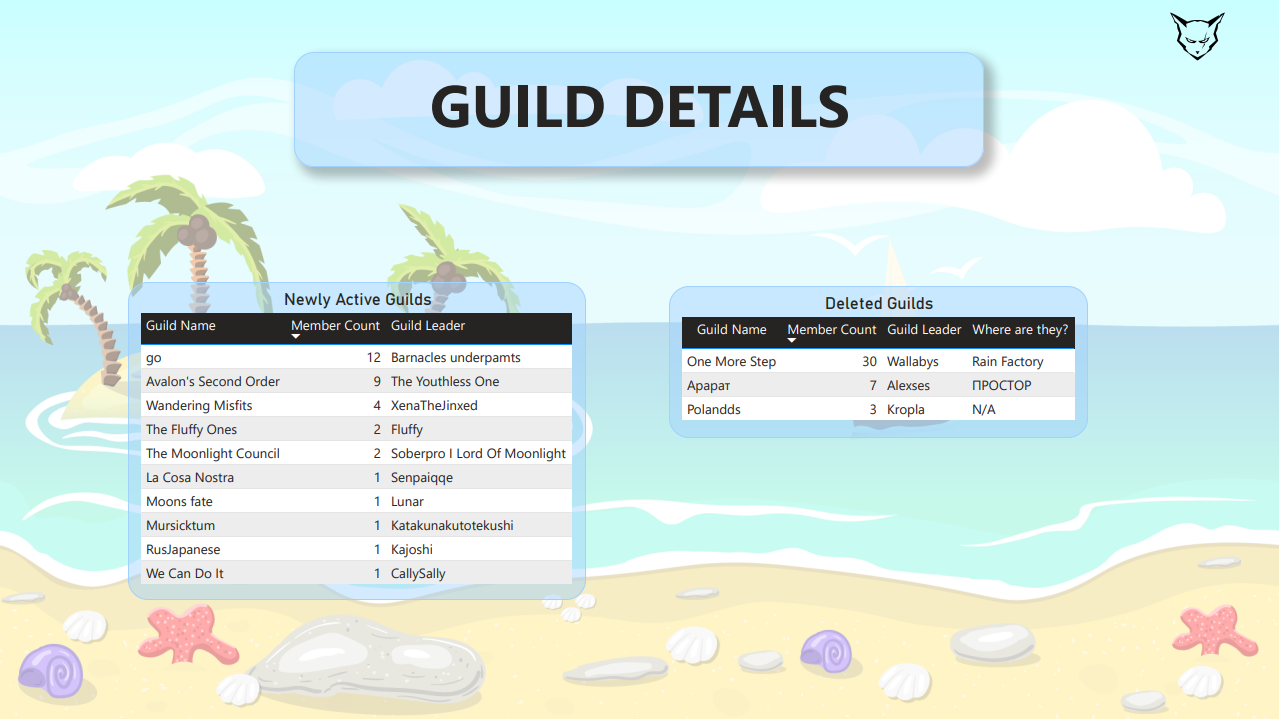 GUILD DETAILS
Newly Active Guilds
Guild Name Member Count Guild Leader
go 12 Barnacles underpamts
Avalon's Second Order 9 The Youthless One
Wandering Misfits 4 XenaTheJinxed
The Fluffy Ones 2 Fluffy
The Moonlight Council 2 Soberpro I Lord Of Moonlight
La Cosa Nostra 1 Senpaiqqe
Moons fate 1 Lunar
Mursicktum 1 Katakunakutotekushi
RusJapanese 1 Kajoshi
We Can Do It 1 CallySally
Deleted Guilds
Guild Name Member Count Guild Leader Where are they?
One More Step 30 Wallabys Rain Factory
Арарат 7 Alexses ПРОСТОР
Polandds 3 Kropla N/A